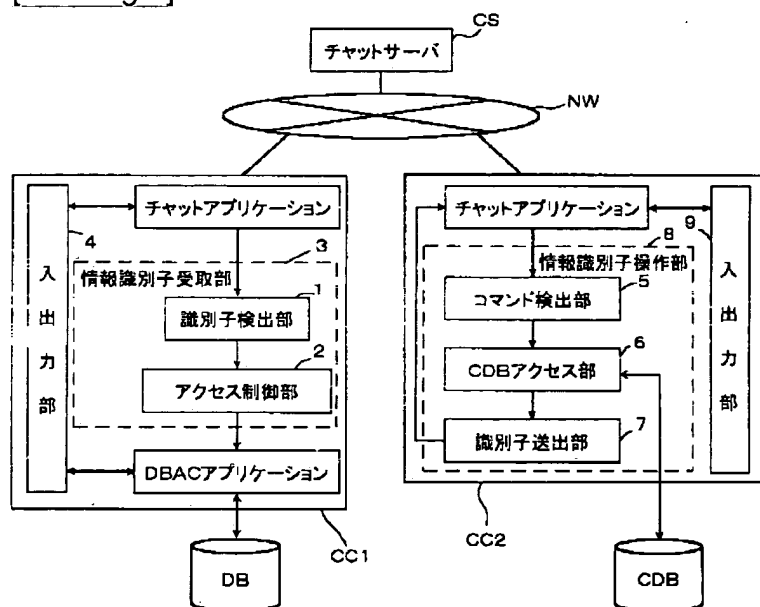 CS
チャットサーバ
NW
チャットアプリケーション
4
3
情報識別子受取部
1
識別子検出部
2
アクセス制御部
入出力部
DBACアプリケーション
CC1
DB
チャットアプリケーション
9
8
情報識別子操作部
5
コマンド検出部
6
CDBアクセス部
7
識別子送出部
入出力部
CC2
CDB